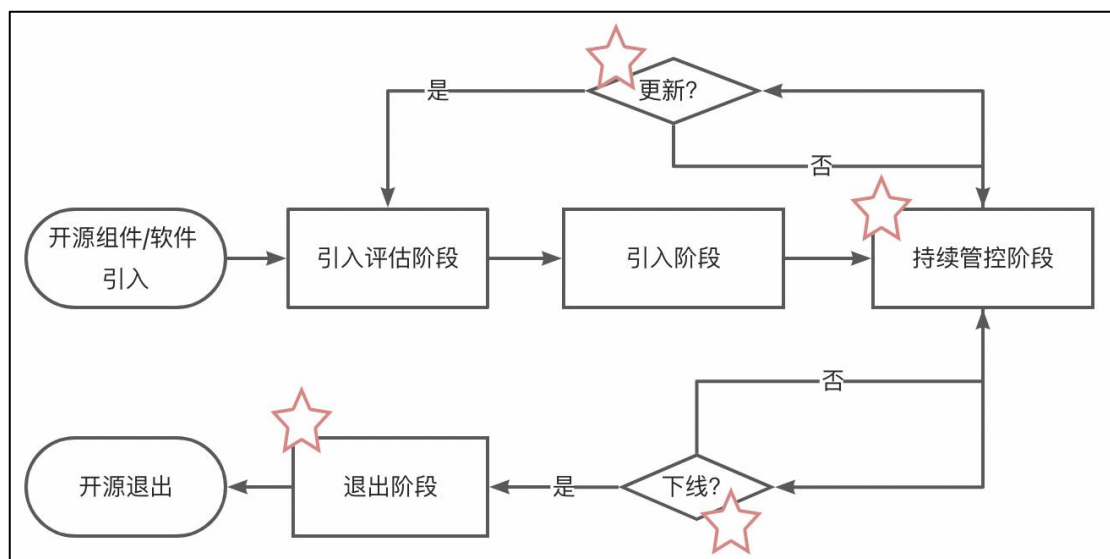 更新?
是
否
开源组件/软件
引入
引入评估阶段
引入阶段
持续管控阶段
否
开源退出
退出阶段
是
下线?